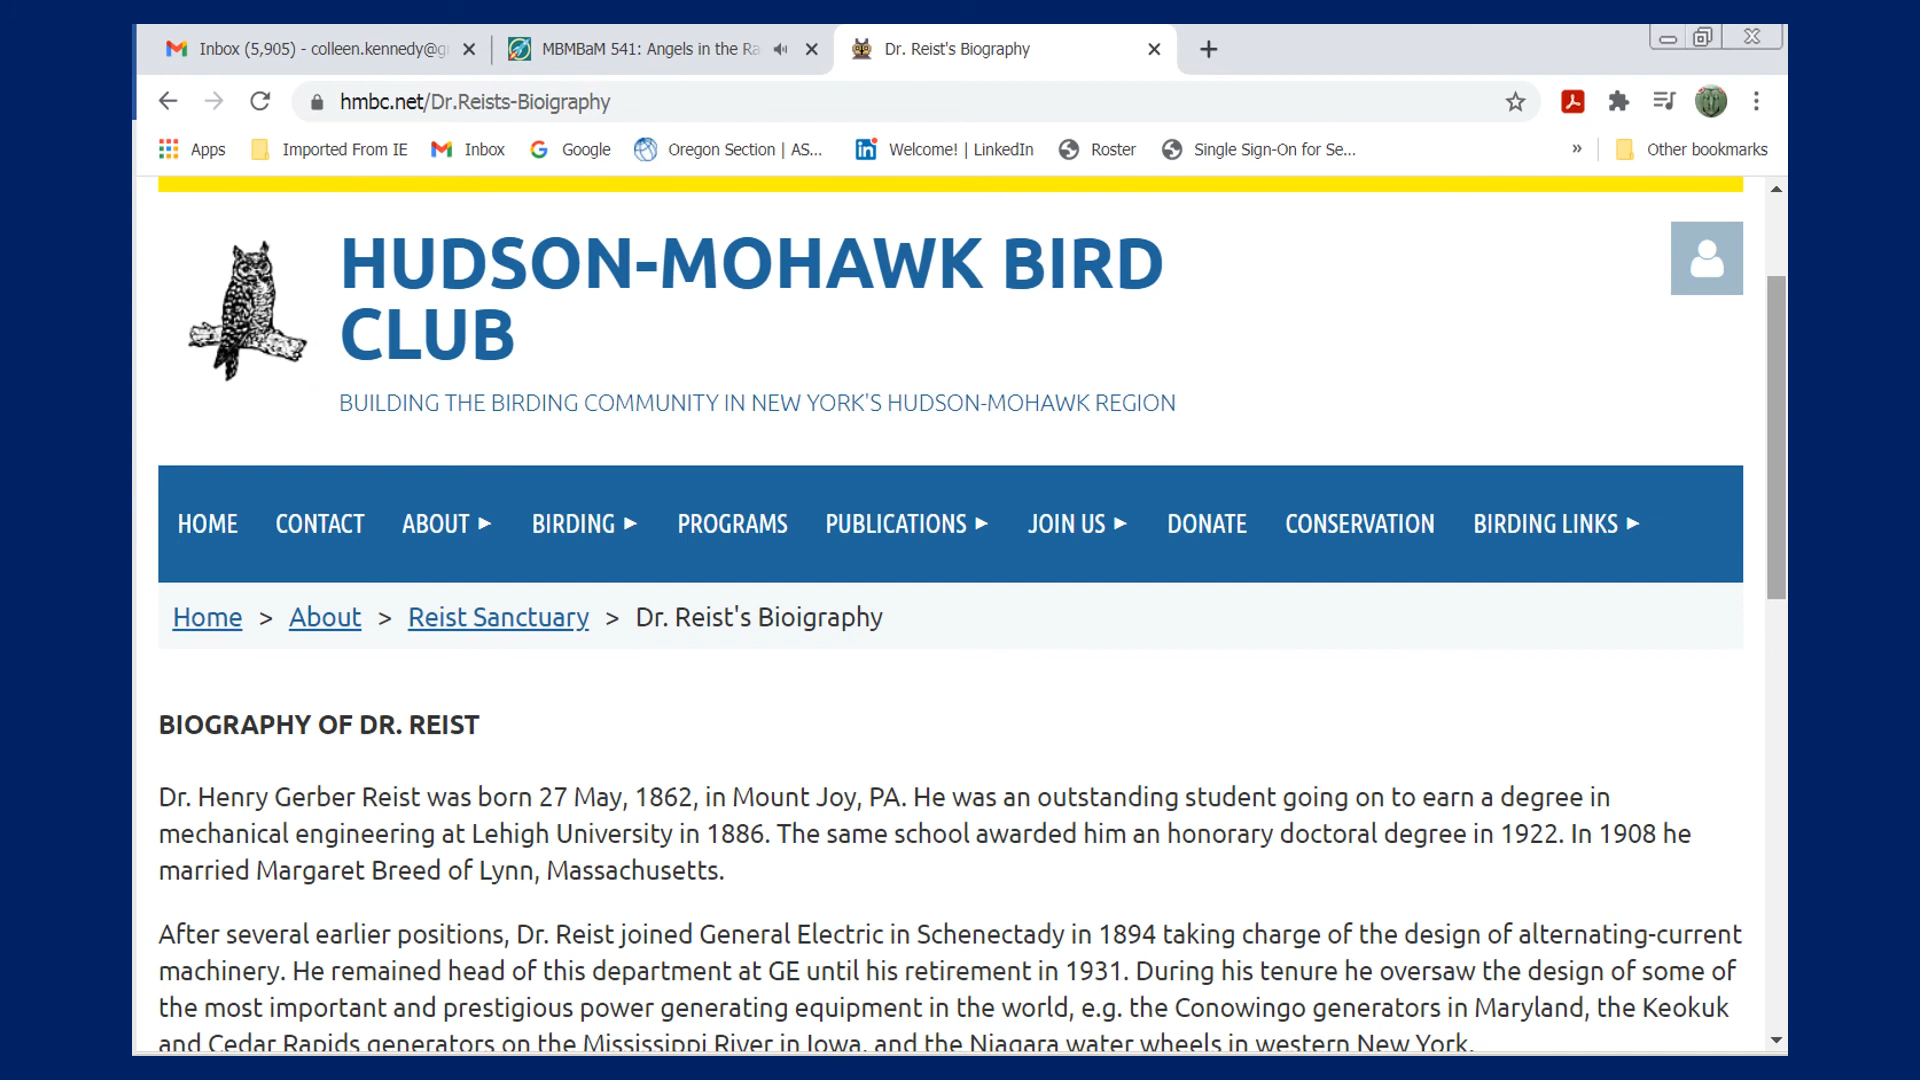 Inbox (5,905) - colleen.kennedy@g
MBMBaM 541: Angels in the Ra
Dr. Reist's Biography
hmbc.net/Dr.Reists-Bioigraphy
Apps
Imported From IE
Inbox
Google
Oregon Section | AS...
Welcome! | LinkedIn
Roster
Single Sign-On for Se...
»
Other bookmarks
HUDSON-MOHAWK BIRD
CLUB
BUILDING THE BIRDING COMMUNITY IN NEW YORK'S HUDSON-MOHAWK REGION
HOME CONTACT ABOUT ► BIRDING ► PROGRAMS PUBLICATIONS ► JOIN US ► DONATE CONSERVATION BIRDING LINKS ►
Home > About > Reist Sanctuary > Dr. Reist's Bioigraphy
BIOGRAPHY OF DR. REIST
Dr. Henry Gerber Reist was born 27 May, 1862, in Mount Joy, PA. He was an outstanding student going on to earn a degree in
mechanical engineering at Lehigh University in 1886. The same school awarded him an honorary doctoral degree in 1922. In 1908 he
married Margaret Breed of Lynn, Massachusetts.
After several earlier positions, Dr. Reist joined General Electric in Schenectady in 1894 taking charge of the design of alternating-current
machinery. He remained head of this department at GE until his retirement in 1931. During his tenure he oversaw the design of some of
the most important and prestigious power generating equipment in the world, e.g. the Conowingo generators in Maryland, the Keokuk
and Cedar Rapids generators on the Mississippi River in Iowa, and the Niagara water wheels in western New York.